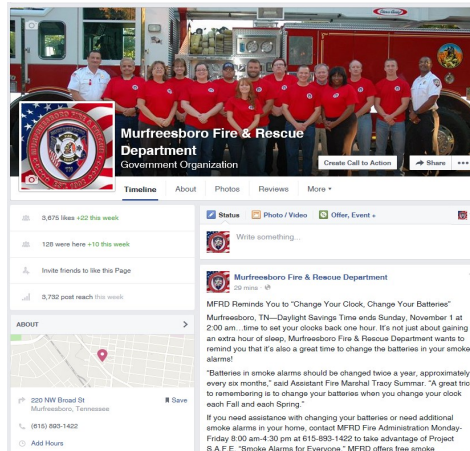 Murfreesboro Fire & Rescue
Department
Government Organization
Create Call to Action
Share
Timeline About Photos Reviews More
3,675 likes +22 this week
128 were here +10 this week
Invite friends to like this Page
3,732 post reach this week
ABOUT
220 NW Broad St
Murfreesboro, Tennessee
Save
(615) 893-1422
Add Hours
Status Photo / Video Offer, Event +
Write something...
Murfreesboro Fire & Rescue Department
29 mins
MFRD Reminds You to "Change Your Clock, Change Your Batteries"
Murfreesboro, TN—Daylight Savings Time ends Sunday, November 1 at
2:00 am…time to set your clocks back one hour. It's not just about gaining
an extra hour of sleep, Murfreesboro Fire & Rescue Department wants to
remind you that it's also a great time to change the batteries in your smoke
alarms!
"Batteries in smoke alarms should be changed twice a year, approximately
every six months," said Assistant Fire Marshal Tracy Summar. "A great tric
to remembering is to change your batteries when you change your clock
each Fall and each Spring."
If you need assistance with changing your batteries or need additional
smoke alarms in your home, contact MFRD Fire Administration Monday-
Friday 8:00 am-4:30 pm at 615-893-1422 to take advantage of Project
S.A.F.E. "Smoke Alarms for Everyone." MFRD offers free smoke